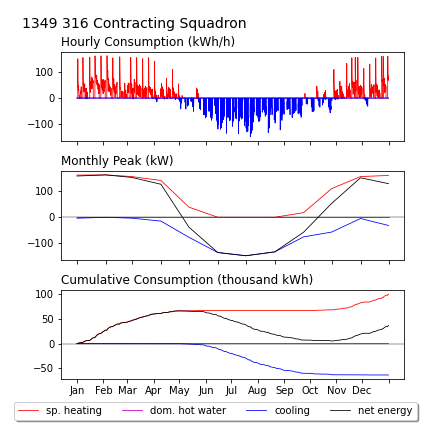 1349 316 Contracting Squadron
Hourly Consumption (kWh/h)
100
0
−100
Monthly Peak (kW)
100
0
−100
Cumulative Consumption (thousand kWh)
100
50
0
−50
Jan Feb Mar Apr May Jun Jul Aug Sep Oct Nov Dec
sp. heating dom. hot water cooling net energy